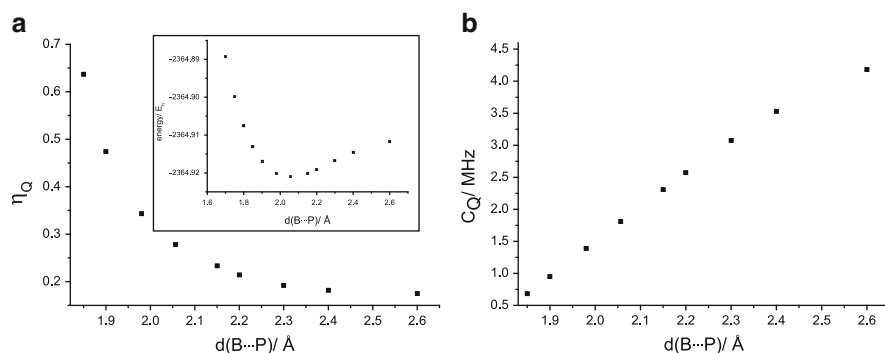 a
0.7
0.6
0.5
0.4
0.3
0.2
η_Q
1.9 2.0 2.1 2.2 2.3 2.4 2.5 2.6
d(B···P)/ Å
−2364.89
−2364.90
−2364.91
−2364.92
energy/ E_h
1.6 1.8 2.0 2.2 2.4 2.6
d(B···P)/ Å
b
4.5
4.0
3.5
3.0
2.5
2.0
1.5
1.0
0.5
C_Q/ MHz
1.9 2.0 2.1 2.2 2.3 2.4 2.5 2.6
d(B···P)/ Å